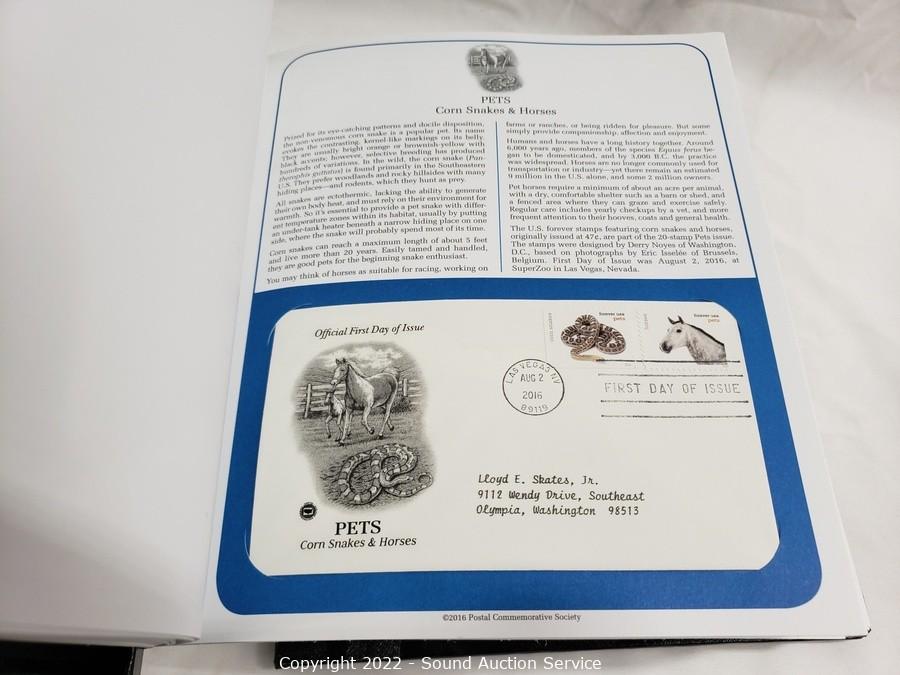 PETS
Corn Snakes & Horses
Prized for its eye-catching patterns and docile disposition,
the non-venomous corn snake is a popular pet. Its name
evokes the contrasting, kernel-like markings on its belly.
They are usually bright orange or brownish-yellow with
black accents; however, selective breeding has produced
hundreds of variations. In the wild, the corn snake (Pan-
therophis guttatus) is found primarily in the Southeastern
U.S. They prefer woodlands and rocky hillsides with many
hiding places—and rodents, which they hunt as prey.
All snakes are ectothermic, lacking the ability to generate
their own body heat, and must rely on their environment for
warmth. So it's essential to provide a pet snake with differ-
ent temperature zones within its habitat, usually by putting
an under-tank heater beneath a narrow hiding place on one
side, where the snake will probably spend most of its time.
Corn snakes can reach a maximum length of about 5 feet
and live more than 20 years. Easily tamed and handled,
they are good pets for the beginning snake enthusiast.
You may think of horses as suitable for racing, working on
farms or ranches, or being ridden for pleasure. But some
simply provide companionship, affection and enjoyment.
Humans and horses have a long history together. Around
6,000 years ago, members of the species Equus ferus be-
gan to be domesticated, and by 3,000 B.C. the practice
was widespread. Horses are no longer commonly used for
transportation or industry—yet there remain an estimated
9 million in the U.S. alone, and some 2 million owners.
Pet horses require a minimum of about an acre per animal,
with a dry, comfortable shelter such as a barn or shed, and
a fenced area where they can graze and exercise safely.
Regular care includes yearly checkups by a vet, and more
frequent attention to their hooves, coats and general health.
The U.S. forever stamps featuring corn snakes and horses,
originally issued at 47¢, are part of the 20-stamp Pets issue.
The stamps were designed by Derry Noyes of Washington,
D.C., based on photographs by Eric Isselée of Brussels,
Belgium. First Day of Issue was August 2, 2016, at
SuperZoo in Las Vegas, Nevada.
Official First Day of Issue
corn snakes
forever usa
pets
horses
forever usa
pets
LAS VEGAS NV
AUG 2
2016
89119
FIRST DAY OF ISSUE
Lloyd E. Skates, Jr.
9112 Wendy Drive, Southeast
Olympia, Washington 98513
PETS
Corn Snakes & Horses
©2016 Postal Commemorative Society
Copyright 2022 - Sound Auction Service